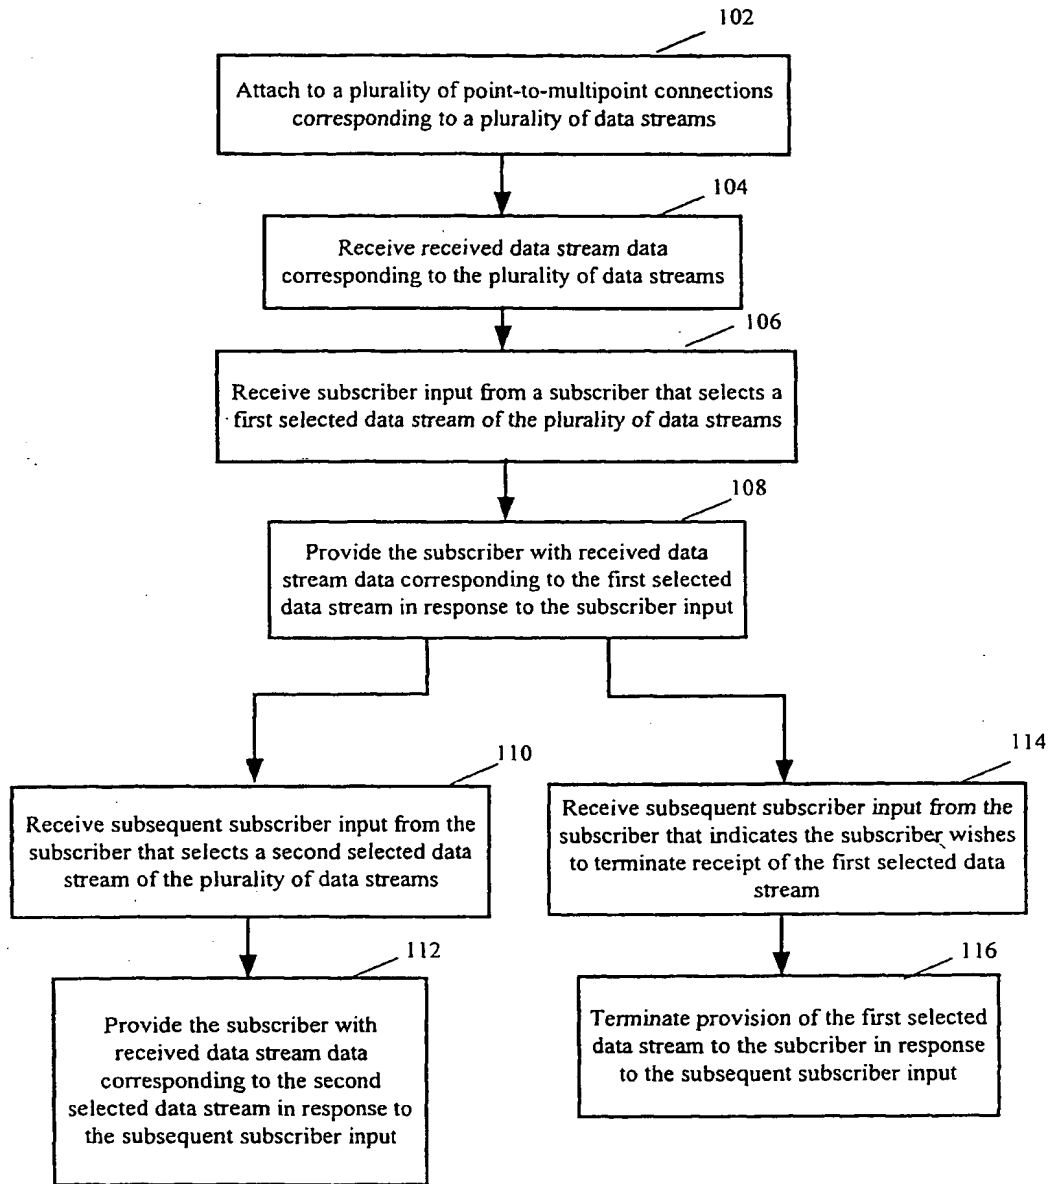 102
Attach to a plurality of point-to-multipoint connections
corresponding to a plurality of data streams
104
Receive received data stream data
corresponding to the plurality of data streams
106
Receive subscriber input from a subscriber that selects a
first selected data stream of the plurality of data streams
108
Provide the subscriber with received data
stream data corresponding to the first selected
data stream in response to the subscriber input
110
Receive subsequent subscriber input from the
subscriber that selects a second selected data
stream of the plurality of data streams
114
Receive subsequent subscriber input from the
subscriber that indicates the subscriber wishes
to terminate receipt of the first selected data
stream
112
Provide the subscriber with
received data stream data
corresponding to the second
selected data stream in response to
the subsequent subscriber input
116
Terminate provision of the first selected
data stream to the subcriber in response
to the subsequent subscriber input